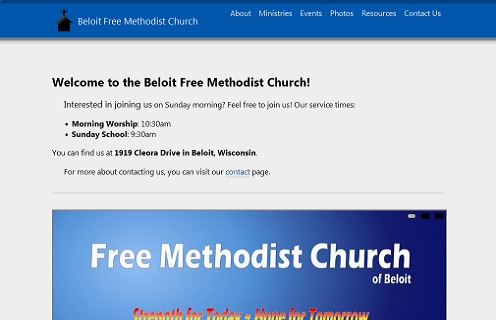 Beloit Free Methodist Church
About Ministries Events Photos Resources Contact Us
Welcome to the Beloit Free Methodist Church!
Interested in joining us on Sunday morning? Feel free to join us! Our service times:
• Morning Worship: 10:30am
• Sunday School: 9:30am
You can find us at 1919 Cleora Drive in Beloit, Wisconsin.
For more about contacting us, you can visit our contact page.
Free Methodist Church
of Beloit
Strength for Today ~ Hope for Tomorrow